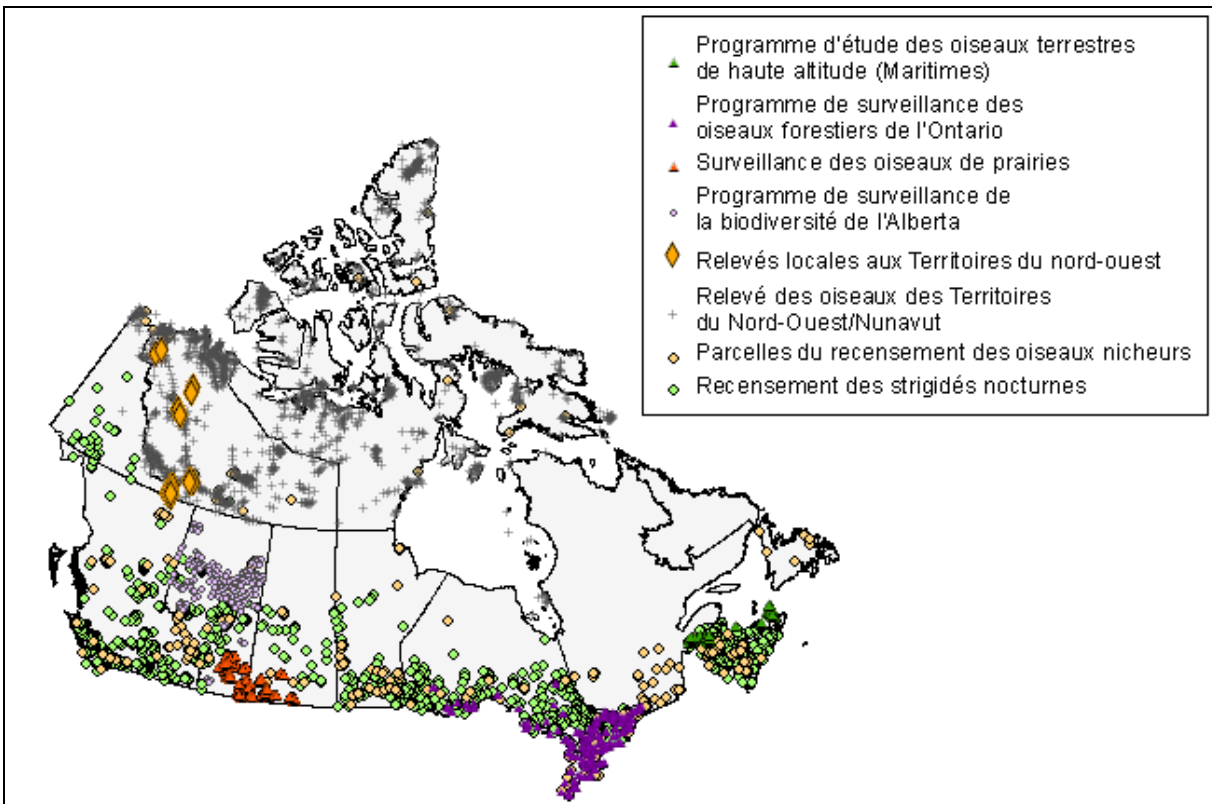 Programme d'étude des oiseaux terrestres
de haute altitude (Maritimes)
Programme de surveillance des
oiseaux forestiers de l'Ontario
Surveillance des oiseaux de prairies
Programme de surveillance de
la biodiversité de l'Alberta
Relevés locales aux Territoires du nord-ouest
Relevé des oiseaux des Territoires
du Nord-Ouest/Nunavut
Parcelles du recensement des oiseaux nicheurs
Recensement des strigidés nocturnes